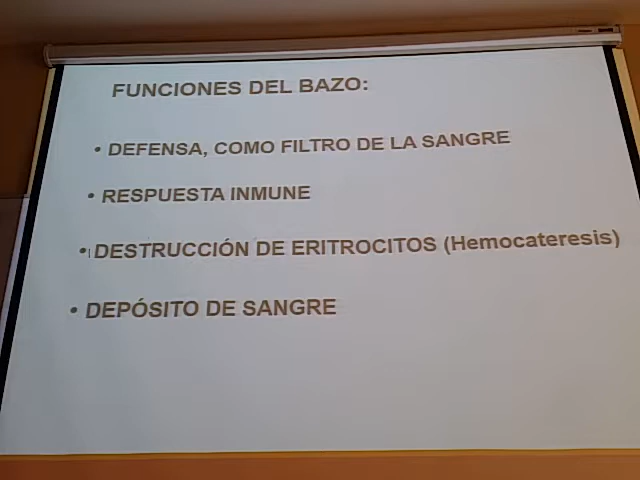 FUNCIONES DEL BAZO:
• DEFENSA, COMO FILTRO DE LA SANGRE
• RESPUESTA INMUNE
• DESTRUCCIÓN DE ERITROCITOS (Hemocateresis)
• DEPÓSITO DE SANGRE